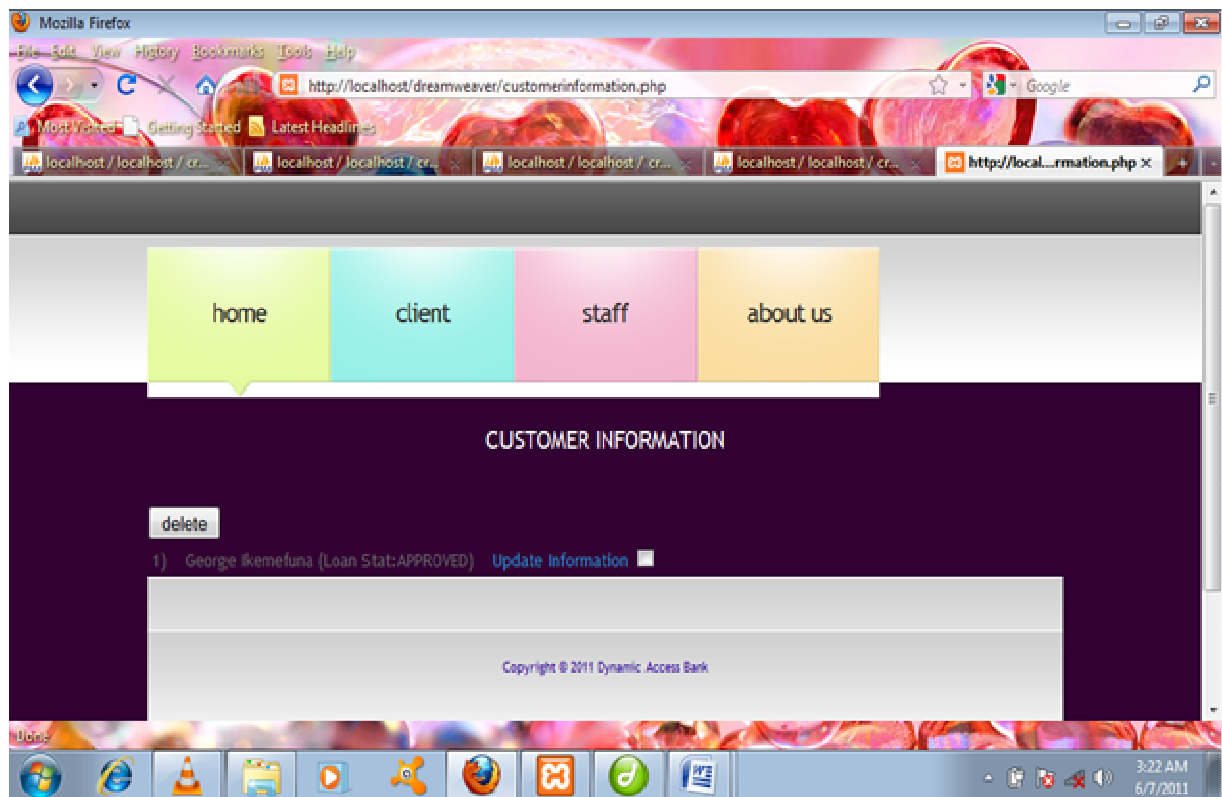 Mozilla Firefox
File Edit View History Bookmarks Tools Help
http://localhost/dreamweaver/customerinformation.php
Google
Most Visited Getting Started Latest Headlines
localhost / localhost / cr... localhost / localhost / cr... localhost / localhost / cr... localhost / localhost / cr... http://local...rmation.php
home client staff about us
CUSTOMER INFORMATION
delete
1) George Ikemefuna (Loan Stat:APPROVED) Update Information
Copyright © 2011 Dynamic Access Bank
Done
3:22 AM
6/7/2011